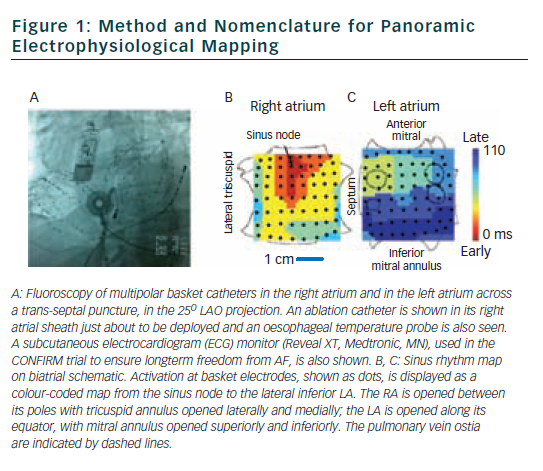 Figure 1: Method and Nomenclature for Panoramic
Electrophysiological Mapping
A
B
Right atrium
C
Left atrium
Sinus node
Anterior
mitral
Late
110
Lateral tricuspid
Septum
0 ms
Early
1 cm
Inferior
mitral annulus
A: Fluoroscopy of multipolar basket catheters in the right atrium and in the left atrium across
a trans-septal puncture, in the 25⁰ LAO projection. An ablation catheter is shown in its right
atrial sheath just about to be deployed and an oesophageal temperature probe is also seen.
A subcutaneous electrocardiogram (ECG) monitor (Reveal XT, Medtronic, MN), used in the
CONFIRM trial to ensure longterm freedom from AF, is also shown. B, C: Sinus rhythm map
on biatrial schematic. Activation at basket electrodes, shown as dots, is displayed as a
colour-coded map from the sinus node to the lateral inferior LA. The RA is opened between
its poles with tricuspid annulus opened laterally and medially; the LA is opened along its
equator, with mitral annulus opened superiorly and inferiorly. The pulmonary vein ostia
are indicated by dashed lines.